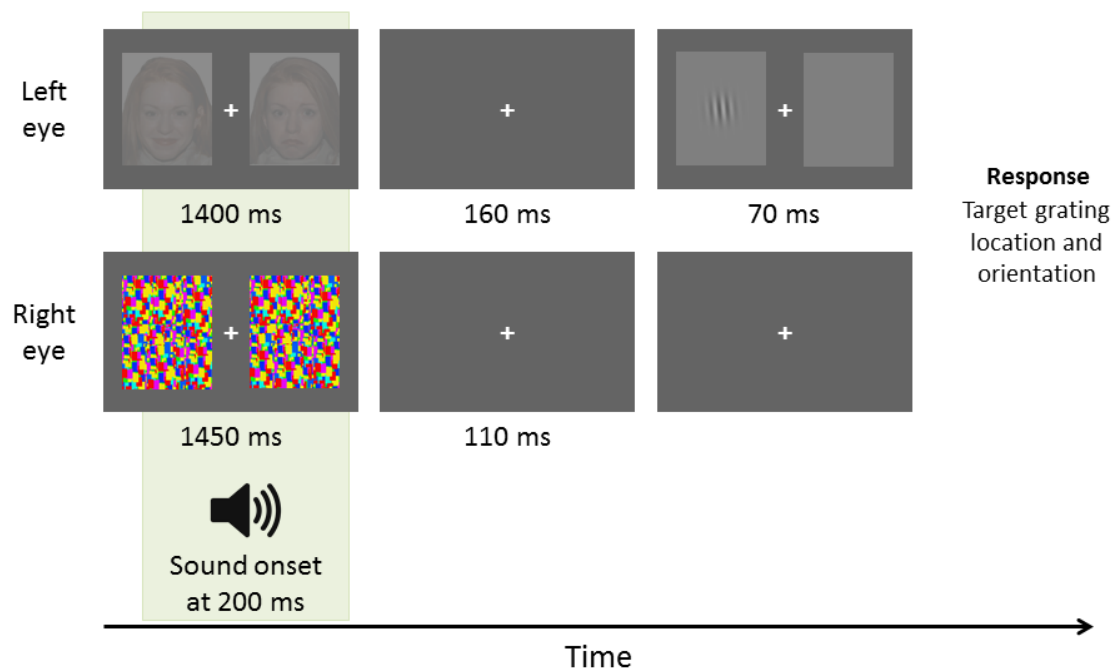 Left
eye
1400 ms
160 ms
70 ms
Response
Target grating
location and
orientation
Right
eye
1450 ms
110 ms
Sound onset
at 200 ms
Time